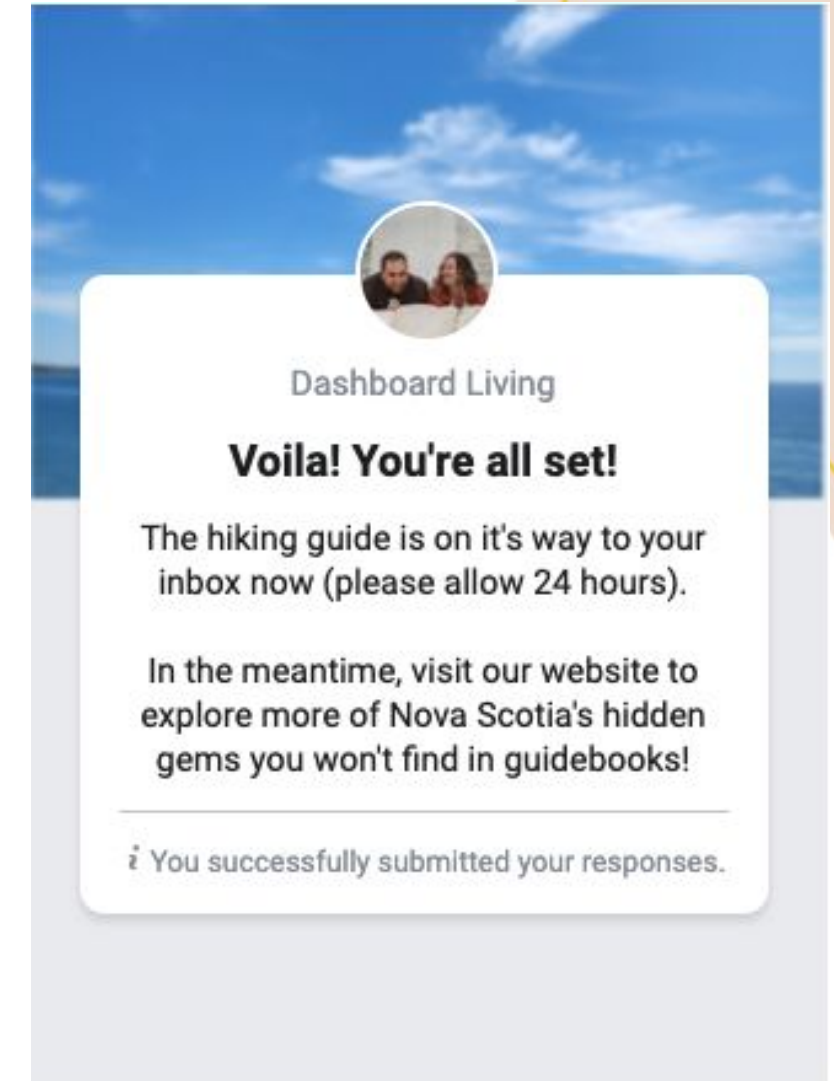 Dashboard Living
Voila! You're all set!
The hiking guide is on it's way to your
inbox now (please allow 24 hours).
In the meantime, visit our website to
explore more of Nova Scotia's hidden
gems you won't find in guidebooks!
i You successfully submitted your responses.